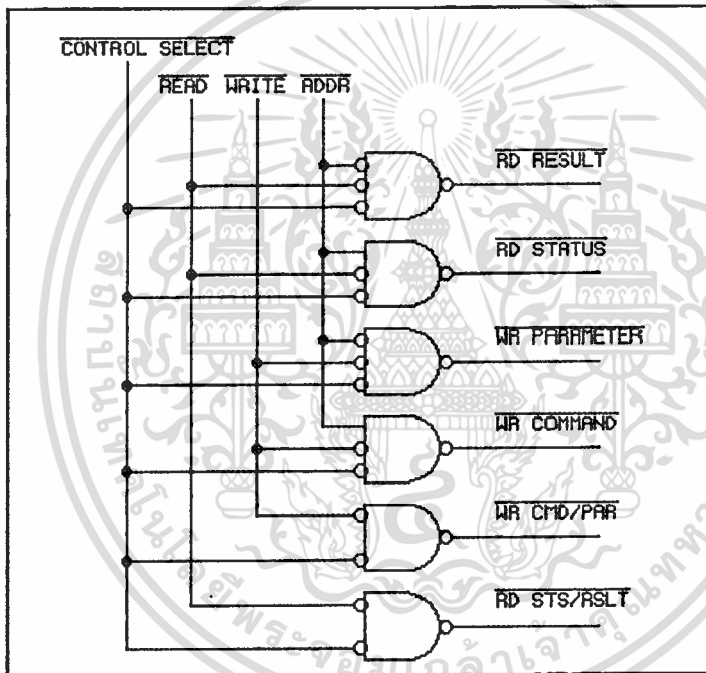 CONTROL SELECT
READ WRITE ADDR
RD RESULT
RD STATUS
WR PARAMETER
WR COMMAND
WR CMD/PAR
RD STS/RSLT